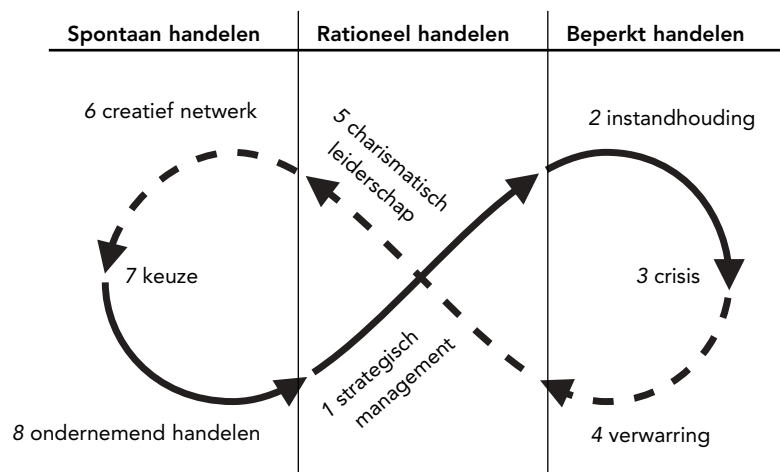 Spontaan handelen
Rationeel handelen
Beperkt handelen
6 creatief netwerk
5 charismatisch
leiderschap
2 instandhouding
7 keuze
3 crisis
1 strategisch
management
8 ondernemend handelen
4 verwarring